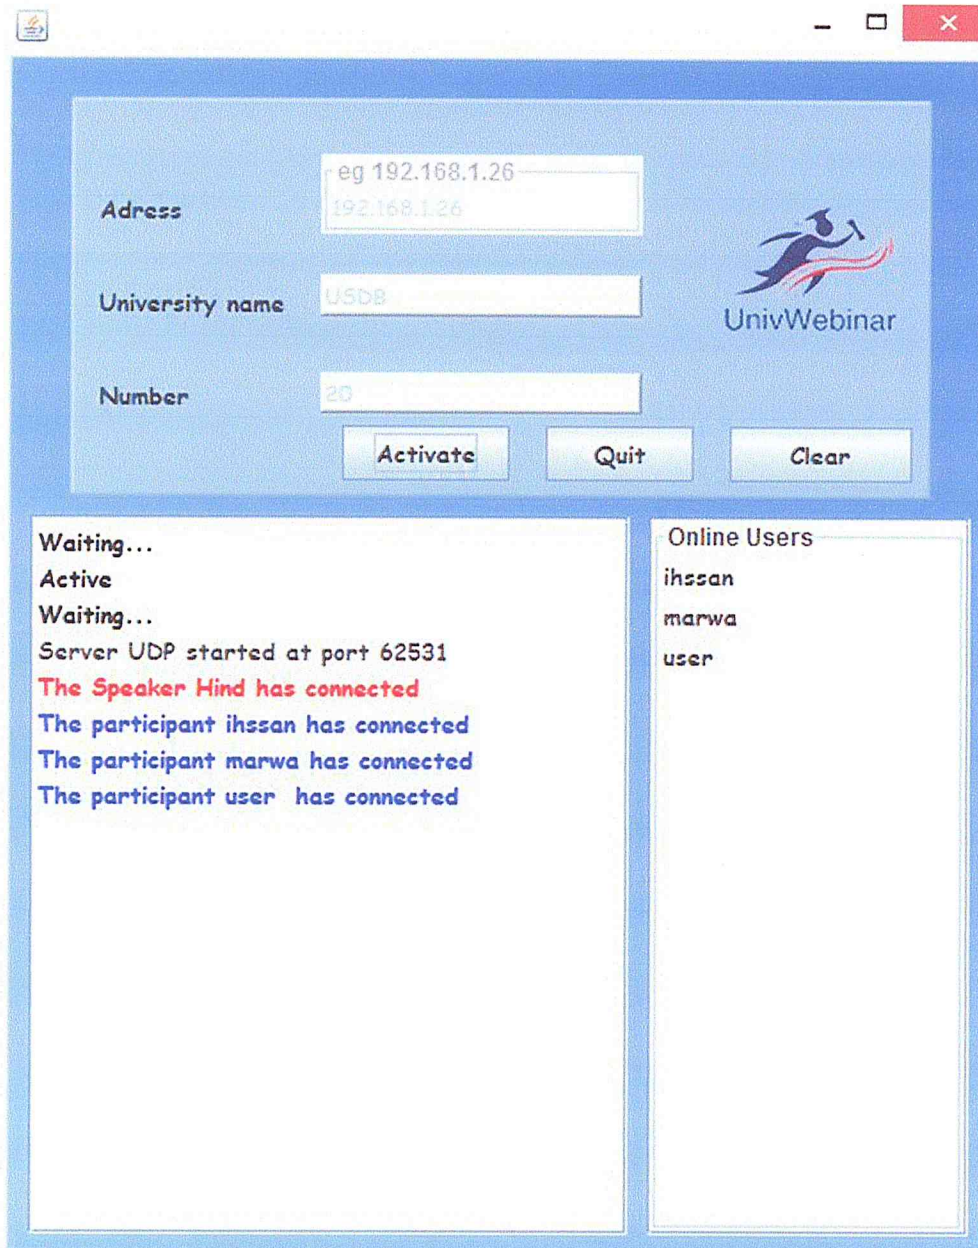 eg 192.168.1.26
Adress
192.168.1.26
University name
USDB
UnivWebinar
Number
20
Activate
Quit
Clear
Waiting...
Active
Waiting...
Server UDP started at port 62531
The Speaker Hind has connected
The participant ihssan has connected
The participant marwa has connected
The participant user  has connected
Online Users
ihssan
marwa
user